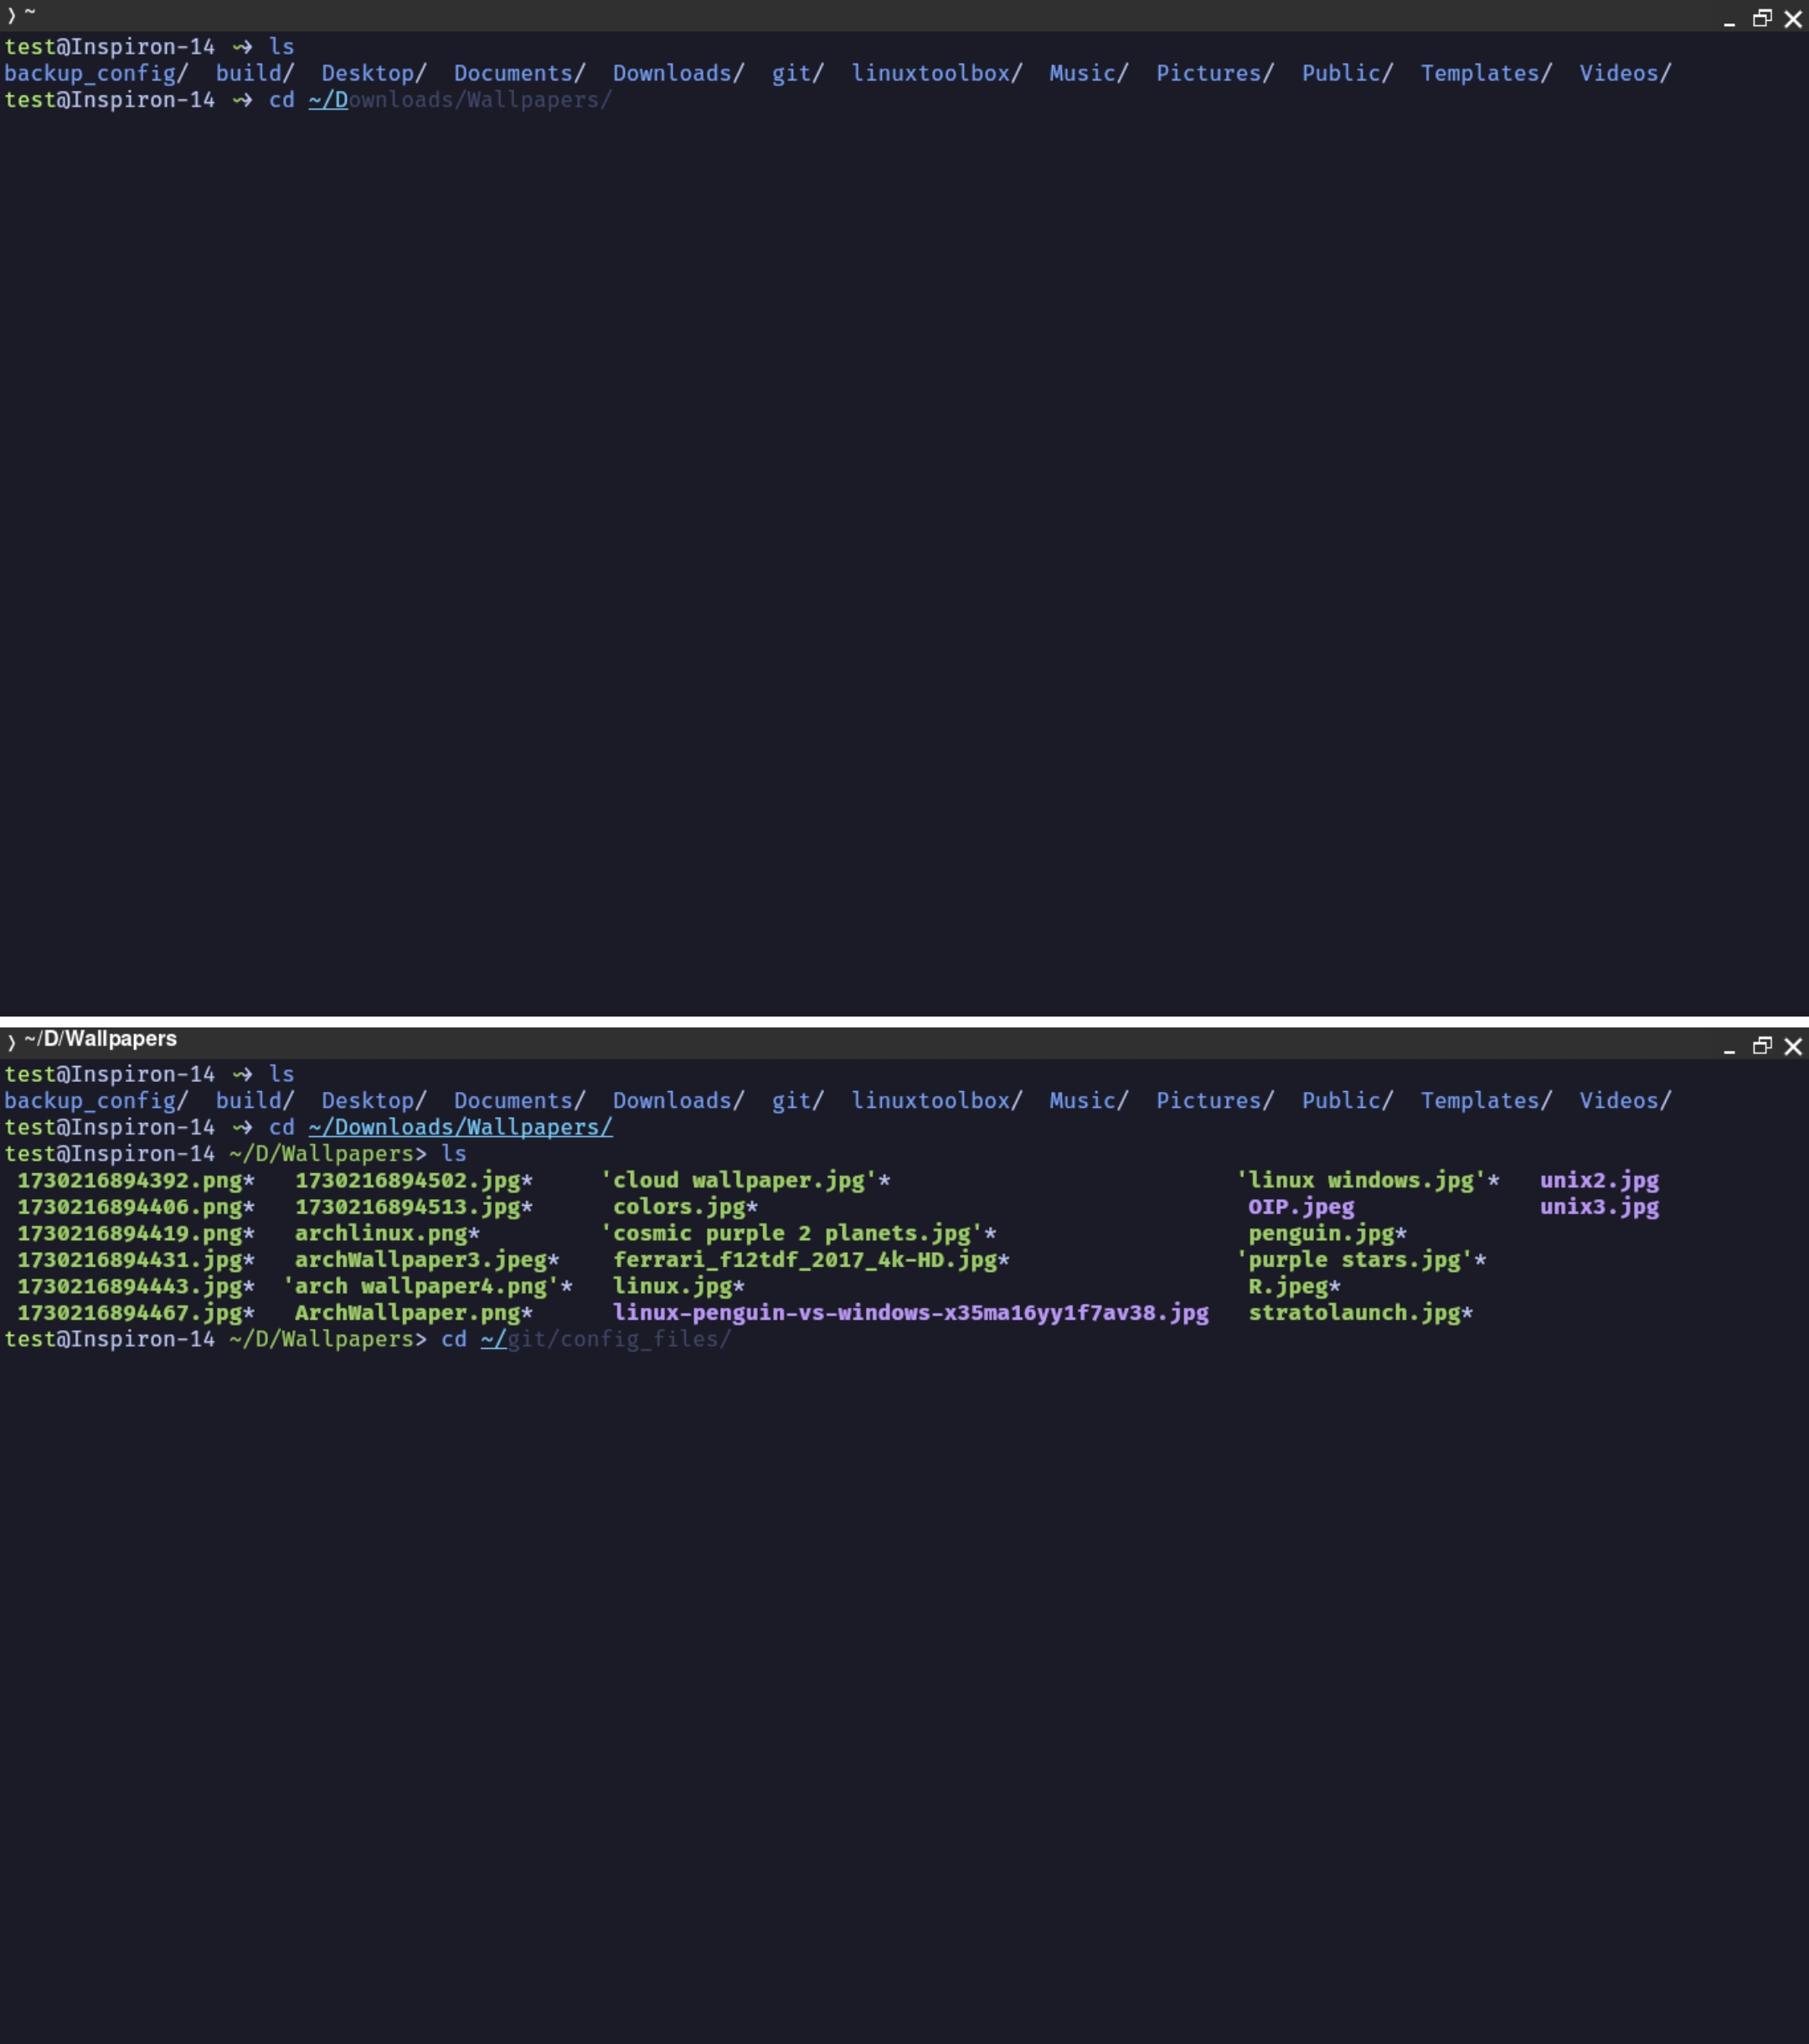 ❭ ~
test@Inspiron-14 ⤳ ls
backup_config/  build/  Desktop/  Documents/  Downloads/  git/  linuxtoolbox/  Music/  Pictures/  Public/  Templates/  Videos/
test@Inspiron-14 ⤳ cd ~/Downloads/Wallpapers/
❭ ~/D/Wallpapers
test@Inspiron-14 ⤳ ls
backup_config/  build/  Desktop/  Documents/  Downloads/  git/  linuxtoolbox/  Music/  Pictures/  Public/  Templates/  Videos/
test@Inspiron-14 ⤳ cd ~/Downloads/Wallpapers/
test@Inspiron-14 ~/D/Wallpapers> ls
1730216894392.png*   1730216894502.jpg*   'cloud wallpaper.jpg'*   'linux windows.jpg'*   unix2.jpg
1730216894406.png*   1730216894513.jpg*   colors.jpg*   OIP.jpeg   unix3.jpg
1730216894419.png*   archlinux.png*   'cosmic purple 2 planets.jpg'*   penguin.jpg*
1730216894431.jpg*   archWallpaper3.jpeg*   ferrari_f12tdf_2017_4k-HD.jpg*   'purple stars.jpg'*
1730216894443.jpg*   'arch wallpaper4.png'*   linux.jpg*   R.jpeg*
1730216894467.jpg*   ArchWallpaper.png*   linux-penguin-vs-windows-x35ma16yy1f7av38.jpg   stratolaunch.jpg*
test@Inspiron-14 ~/D/Wallpapers> cd ~/git/config_files/